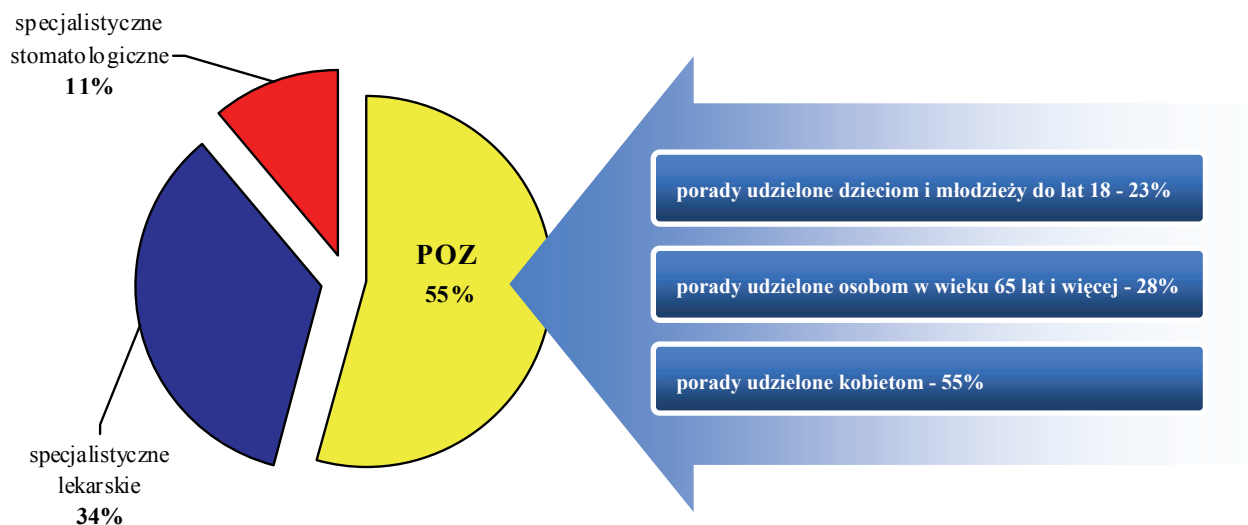 specjalistyczne
stomatologiczne
11%
POZ
55%
specjalistyczne
lekarskie
34%
porady udzielone dzieciom i młodzieży do lat 18 - 23%
porady udzielone osobom w wieku 65 lat i więcej - 28%
porady udzielone kobietom - 55%